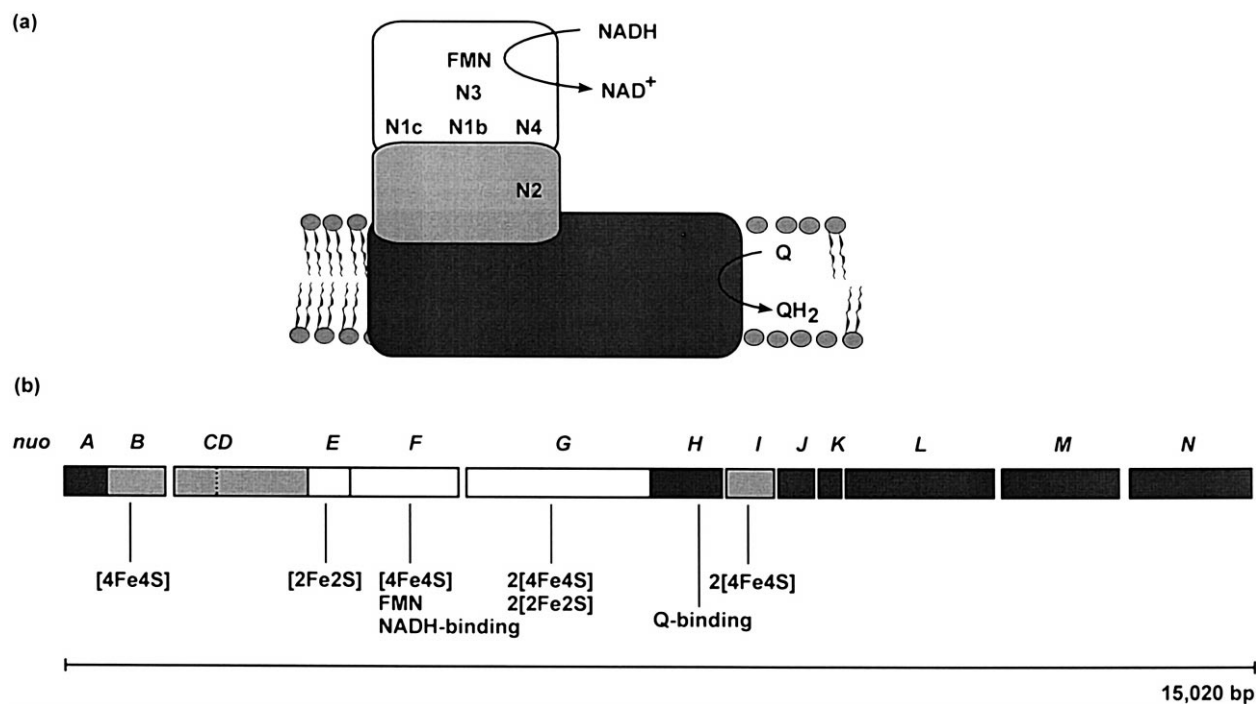 (a)
NADH
FMN
NAD+
N3
N1c N1b N4
N2
Q
QH2
(b)
nuo A B CD E F G H I J K L M N
[4Fe4S] [2Fe2S] [4Fe4S] 2[4Fe4S] 2[4Fe4S]
FMN 2[2Fe2S]
NADH-binding Q-binding
15,020 bp